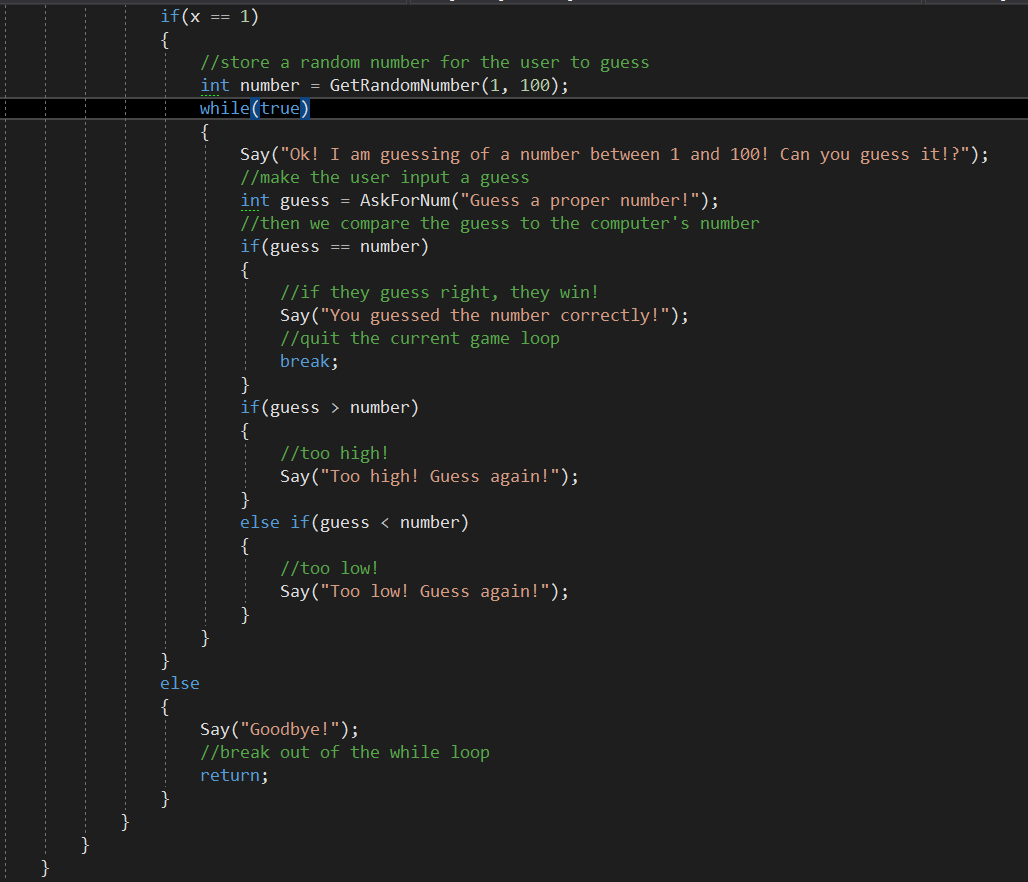 if(x == 1)
{
//store a random number for the user to guess
int number = GetRandomNumber(1, 100);
while(true)
{
Say("Ok! I am guessing of a number between 1 and 100! Can you guess it!?");
//make the user input a guess
int guess = AskForNum("Guess a proper number!");
//then we compare the guess to the computer's number
if(guess == number)
{
//if they guess right, they win!
Say("You guessed the number correctly!");
//quit the current game loop
break;
}
if(guess > number)
{
//too high!
Say("Too high! Guess again!");
}
else if(guess < number)
{
//too low!
Say("Too low! Guess again!");
}
}
}
else
{
Say("Goodbye!");
//break out of the while loop
return;
}
}
}
}